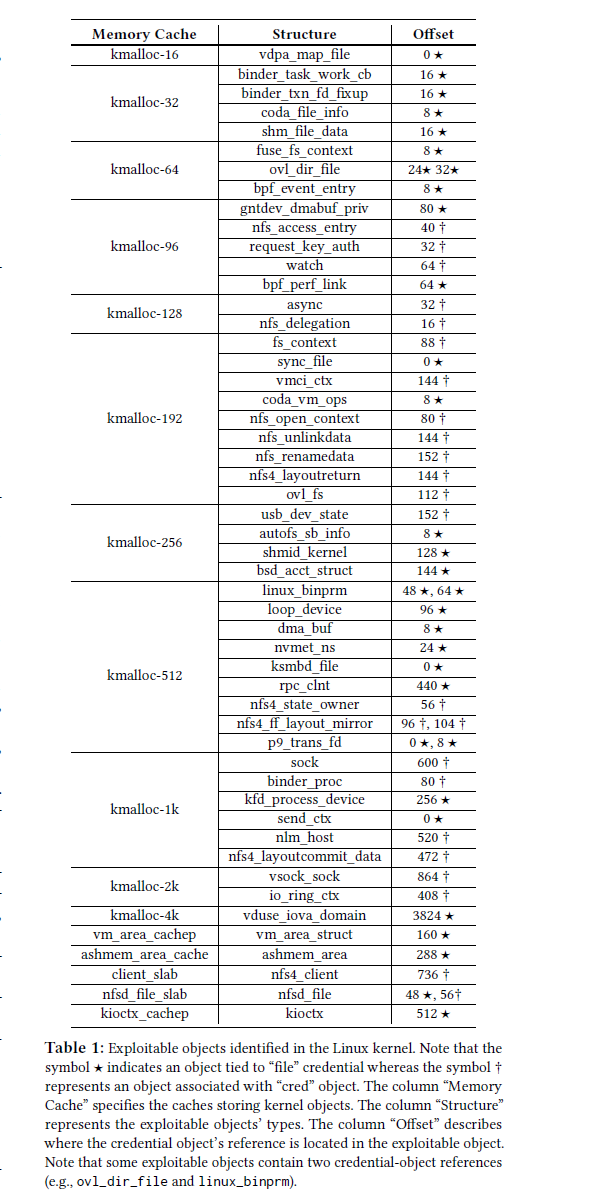 Memory Cache Structure Offset
kmalloc-16 vdpa_map_file 0 ★
kmalloc-32 binder_task_work_cb 16 ★
binder_txn_fd_fixup 16 ★
coda_file_info 8 ★
shm_file_data 16 ★
kmalloc-64 fuse_fs_context 8 ★
ovl_dir_file 24★ 32★
bpf_event_entry 8 ★
kmalloc-96 gntdev_dmabuf_priv 80 ★
nfs_access_entry 40 †
request_key_auth 32 †
watch 64 †
bpf_perf_link 64 ★
kmalloc-128 async 32 †
nfs_delegation 16 †
kmalloc-192 fs_context 88 †
sync_file 0 ★
vmci_ctx 144 †
coda_vm_ops 8 ★
nfs_open_context 80 †
nfs_unlinkdata 144 †
nfs_renamedata 152 †
nfs4_layoutreturn 144 †
ovl_fs 112 †
kmalloc-256 usb_dev_state 152 †
autofs_sb_info 8 ★
shmid_kernel 128 ★
bsd_acct_struct 144 ★
kmalloc-512 linux_binprm 48 ★, 64 ★
loop_device 96 ★
dma_buf 8 ★
nvmet_ns 24 ★
ksmbd_file 0 ★
rpc_clnt 440 ★
nfs4_state_owner 56 †
nfs4_ff_layout_mirror 96 †, 104 †
p9_trans_fd 0 ★, 8 ★
kmalloc-1k sock 600 †
binder_proc 80 †
kfd_process_device 256 ★
send_ctx 0 ★
nlm_host 520 †
nfs4_layoutcommit_data 472 †
kmalloc-2k vsock_sock 864 †
io_ring_ctx 408 †
kmalloc-4k vduse_iova_domain 3824 ★
vm_area_cachep vm_area_struct 160 ★
ashmem_area_cache ashmem_area 288 ★
client_slab nfs4_client 736 †
nfsd_file_slab nfsd_file 48 ★, 56†
kioctx_cachep kioctx 512 ★
Table 1: Exploitable objects identified in the Linux kernel. Note that the
symbol ★ indicates an object tied to “file” credential whereas the symbol †
represents an object associated with “cred” object. The column “Memory
Cache” specifies the caches storing kernel objects. The column “Structure”
represents the exploitable objects’ types. The column “Offset” describes
where the credential object’s reference is located in the exploitable object.
Note that some exploitable objects contain two credential-object references
(e.g., ovl_dir_file and linux_binprm).